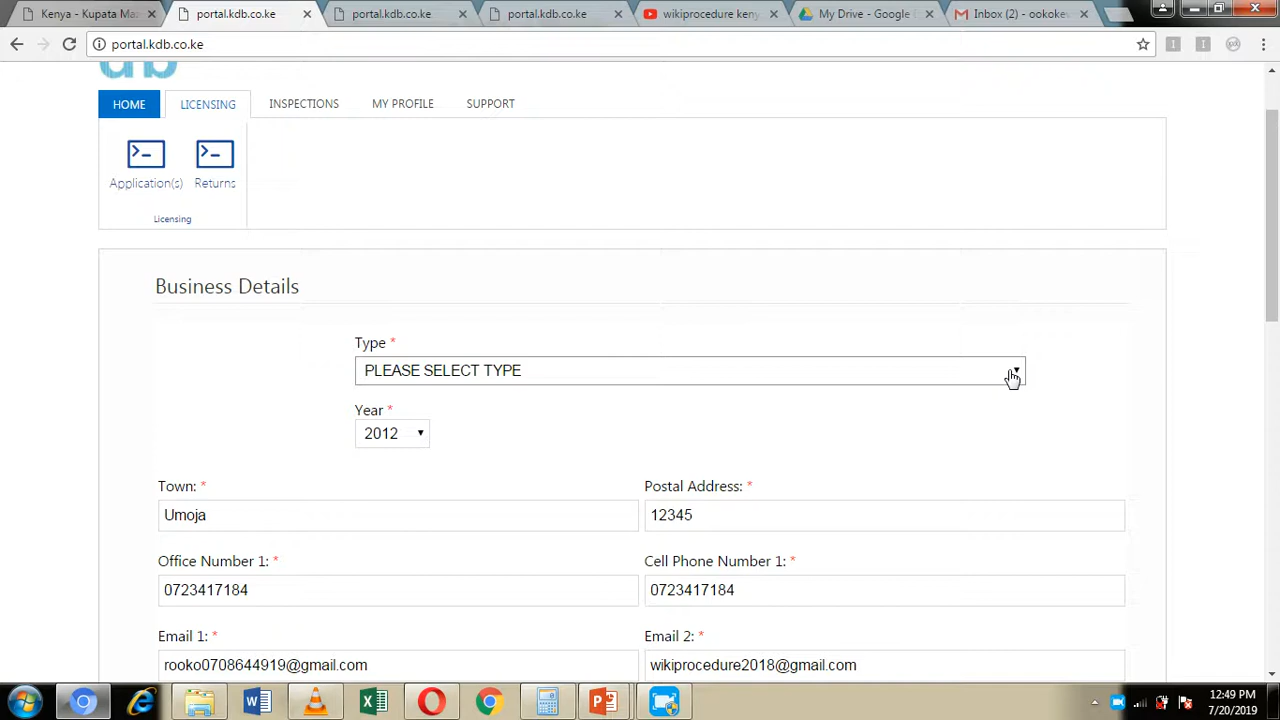 Kenya - Kupata Ma
portal.kdb.co.ke
portal.kdb.co.ke
portal.kdb.co.ke
wikiprocedure keny
My Drive - Google
Inbox (2) - ookokes
portal.kdb.co.ke
db
HOME LICENSING INSPECTIONS MY PROFILE SUPPORT
Application(s) Returns
Licensing
Business Details
Type *
PLEASE SELECT TYPE
Year *
2012
Town: * Postal Address: *
Umoja 12345
Office Number 1: * Cell Phone Number 1: *
0723417184 0723417184
Email 1: * Email 2: *
rooko0708644919@gmail.com wikiprocedure2018@gmail.com
12:49 PM
7/20/2019